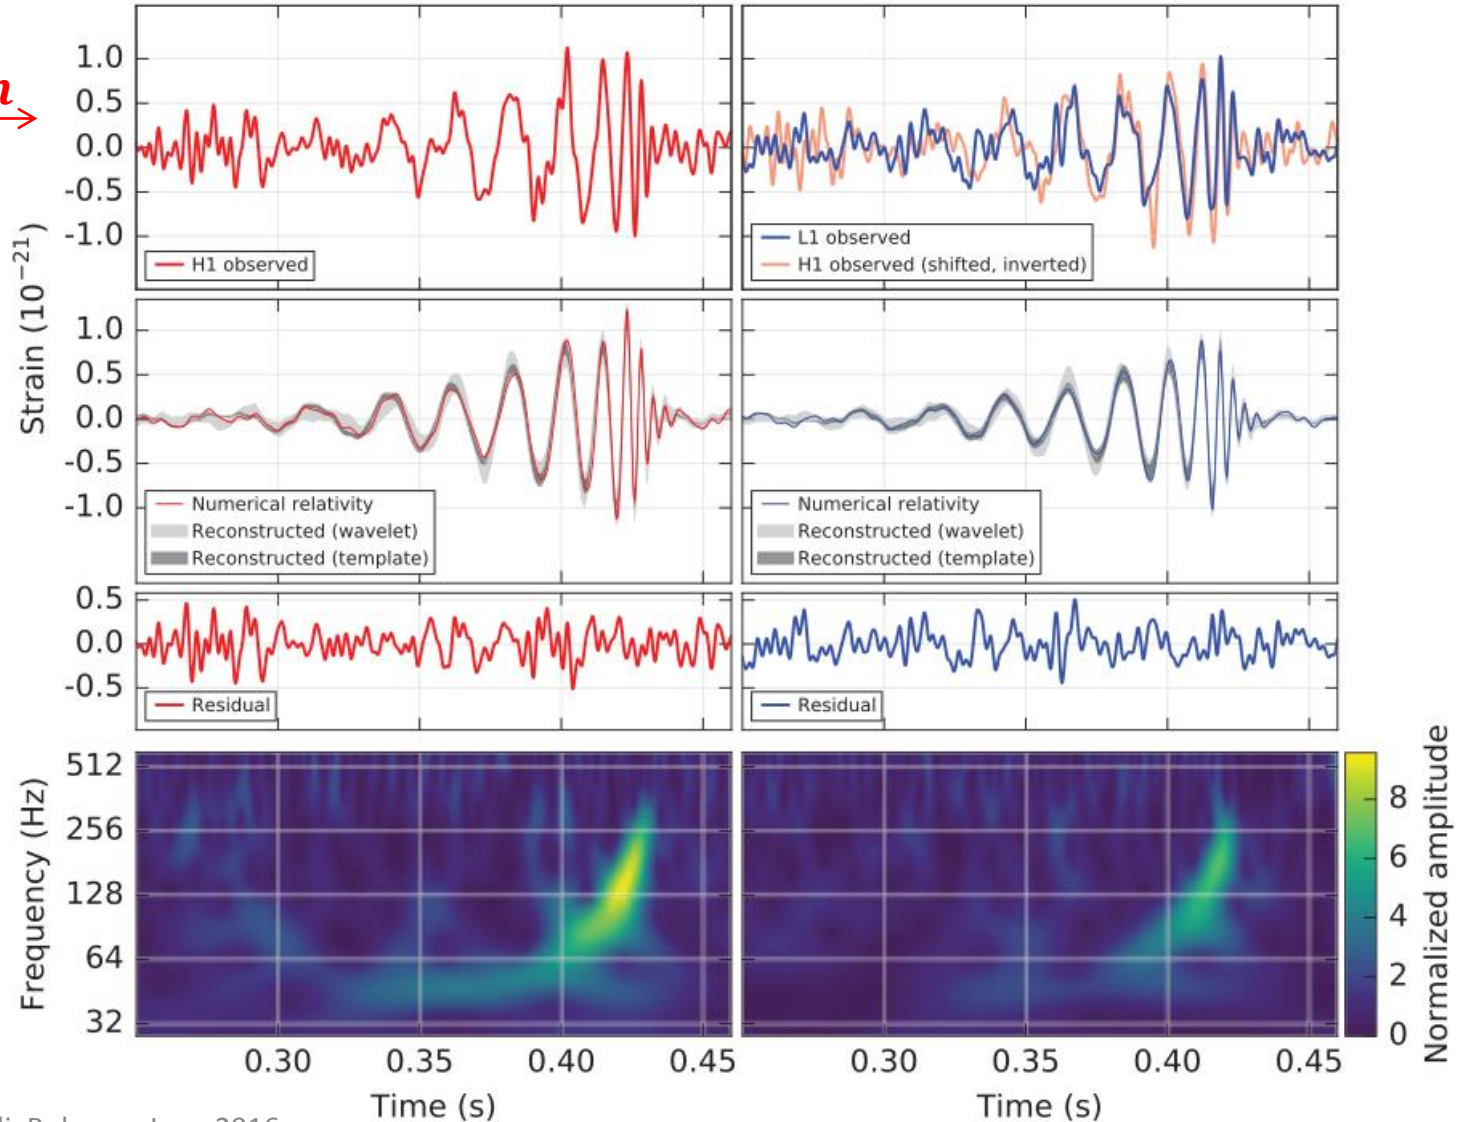 n
1.0
0.5
0.0
-0.5
-1.0
H1 observed
L1 observed
H1 observed (shifted, inverted)
Strain (10⁻²¹)
1.0
0.5
0.0
-0.5
-1.0
Numerical relativity
Reconstructed (wavelet)
Reconstructed (template)
Numerical relativity
Reconstructed (wavelet)
Reconstructed (template)
0.5
0.0
-0.5
Residual
Residual
Frequency (Hz)
512
256
128
64
32
Normalized amplitude
8
6
4
2
0
0.30 0.35 0.40 0.45
0.30 0.35 0.40 0.45
Time (s)
Time (s)
2016